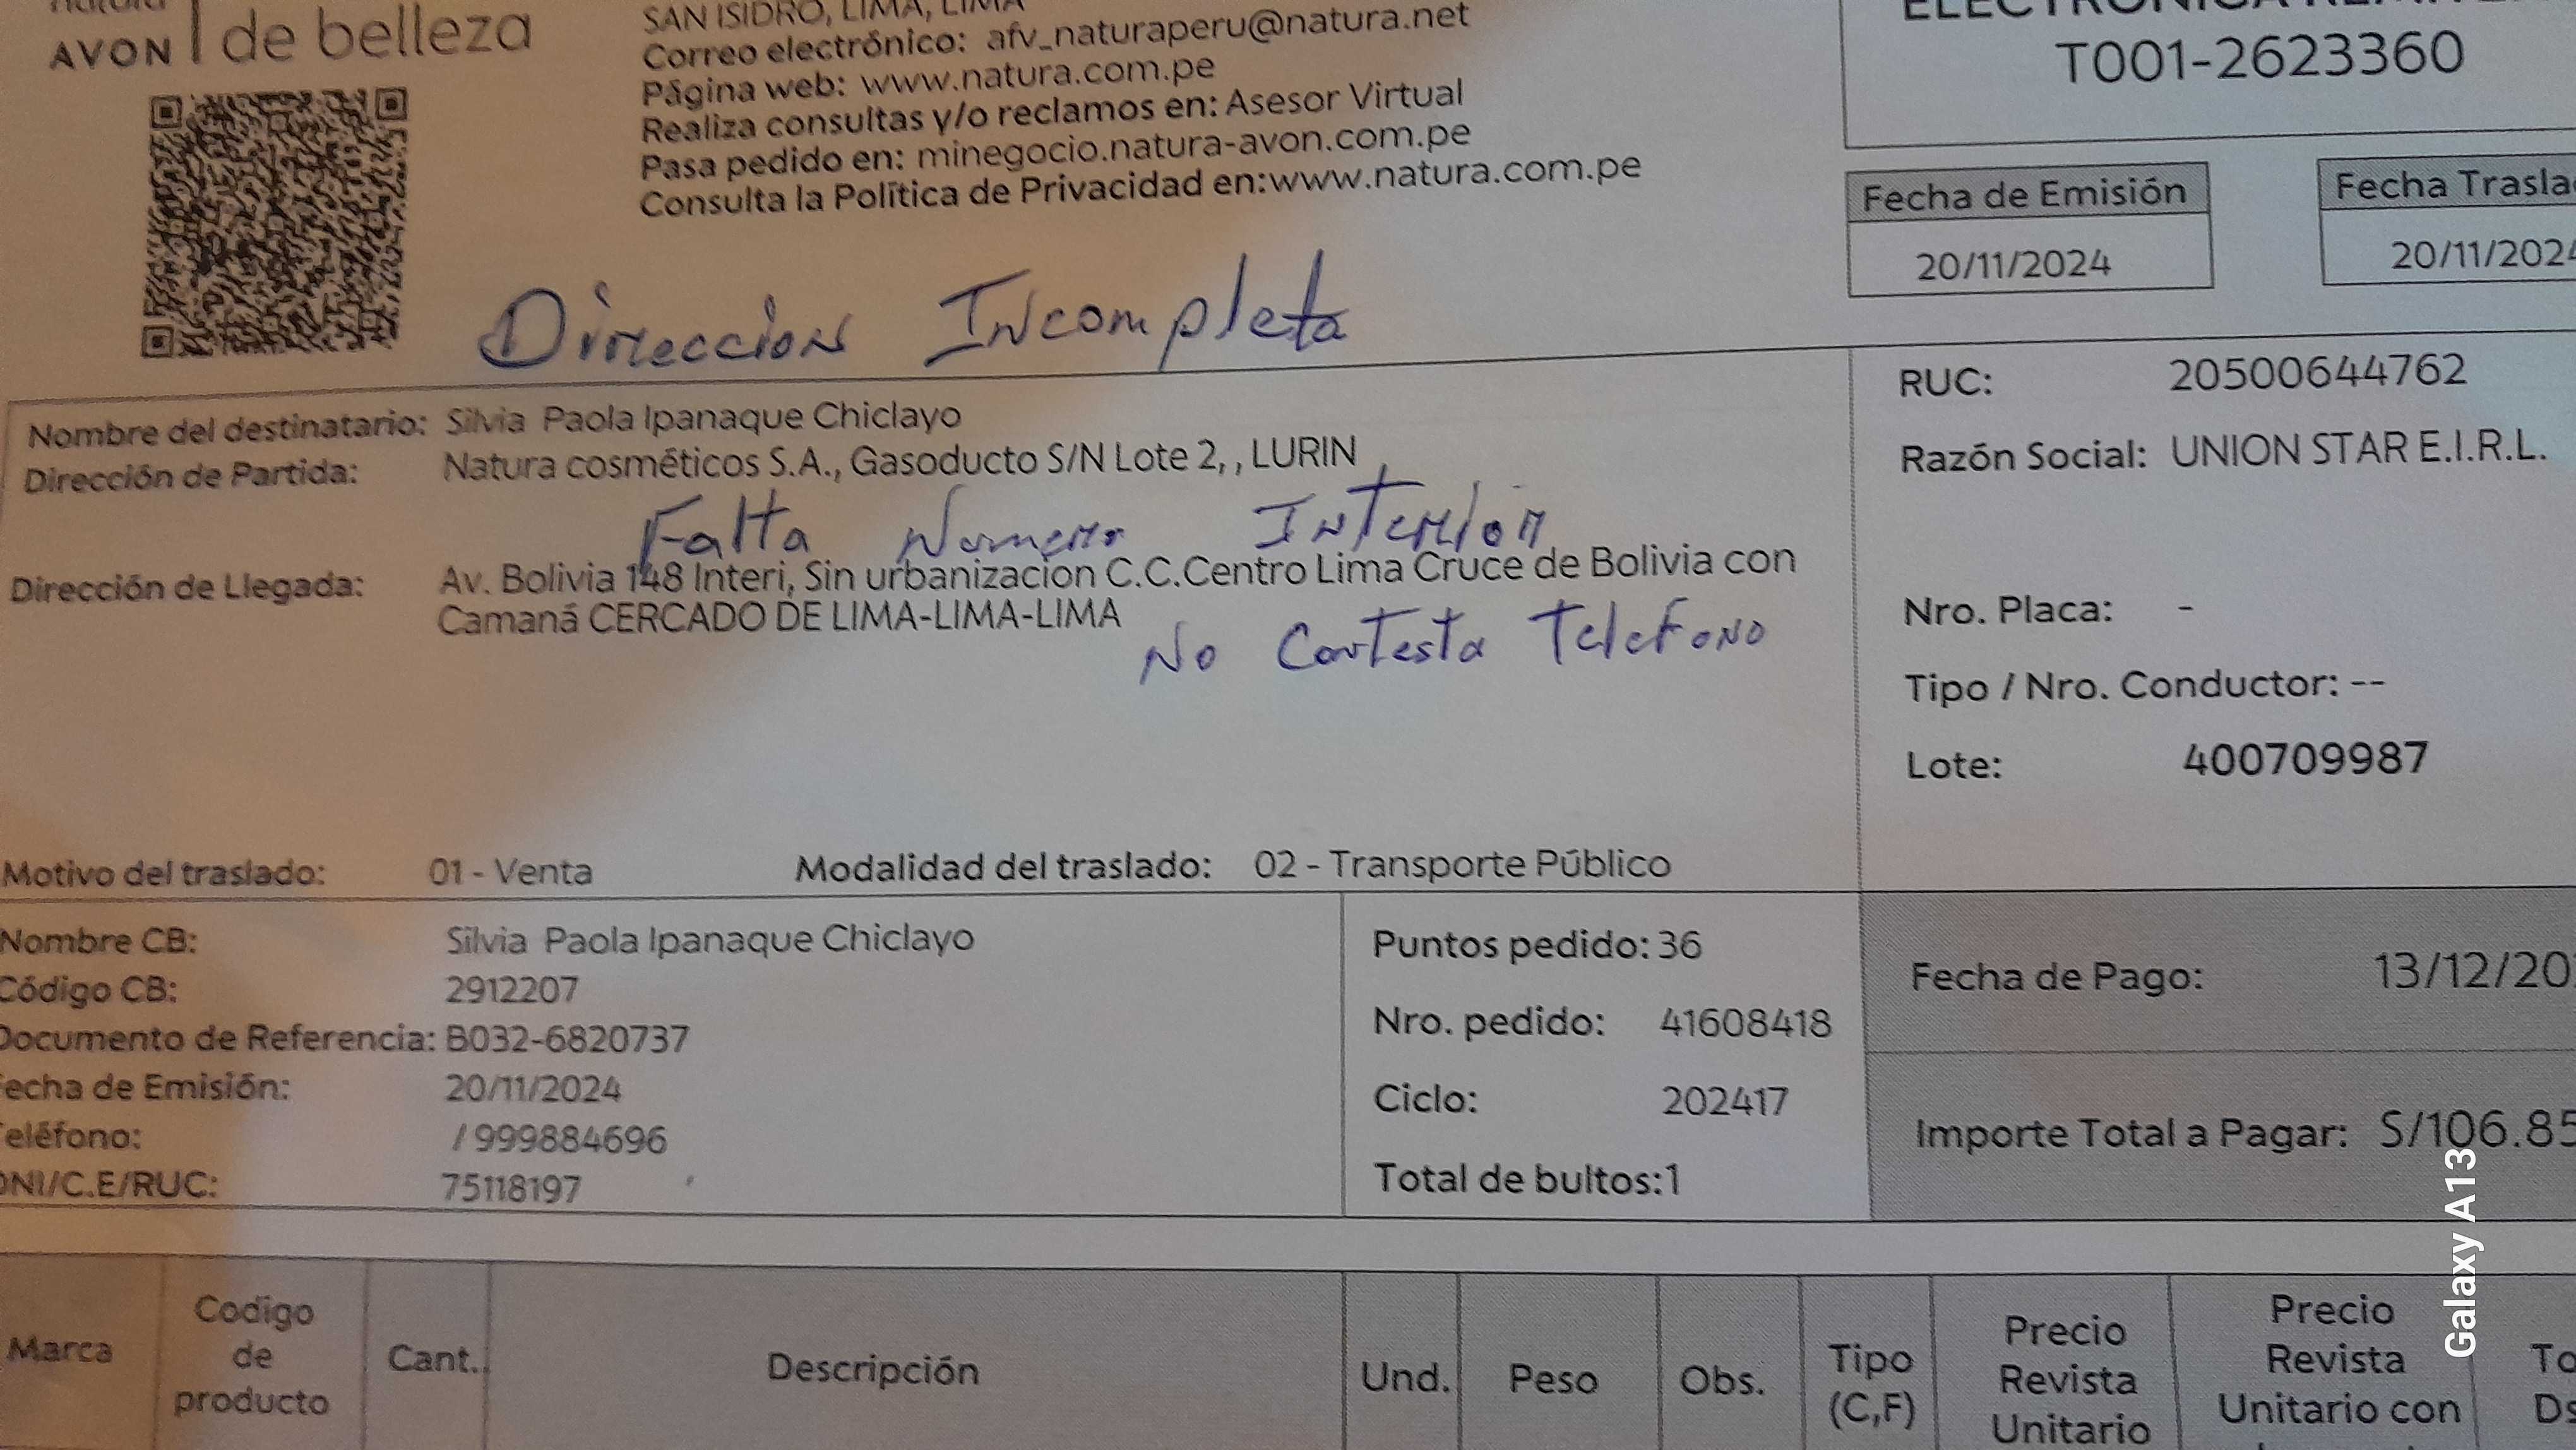 natura
AVON de belleza
SAN ISIDRO, LIMA, LIMA
Correo electrónico: afv_naturaperu@natura.net
Página web: www.natura.com.pe
Realiza consultas y/o reclamos en: Asesor Virtual
Pasa pedido en: minegocio.natura-avon.com.pe
Consulta la Política de Privacidad en:www.natura.com.pe
T001-2623360
Fecha de Emisión
20/11/2024
Fecha Trasla
20/11/2024
Direccion Incompleta
Nombre del destinatario: Silvia Paola Ipanaque Chiclayo
Dirección de Partida: Natura cosméticos S.A., Gasoducto S/N Lote 2, , LURIN ,
Falta Numero Interior
Dirección de Llegada: Av. Bolivia 148 Interi, Sin urbanizacion C.C.Centro Lima Cruce de Bolivia con
Camaná CERCADO DE LIMA-LIMA-LIMA
No Contesta Telefono
RUC: 20500644762
Razón Social: UNION STAR E.I.R.L.
Nro. Placa: -
Tipo / Nro. Conductor: --
Lote: 400709987
Motivo del traslado: 01 - Venta Modalidad del traslado: 02 - Transporte Público
Nombre CB: Silvia Paola Ipanaque Chiclayo
Código CB: 2912207
Documento de Referencia: B032-6820737
Fecha de Emisión: 20/11/2024
Teléfono: / 999884696
DNI/C.E/RUC: 75118197
Puntos pedido: 36
Nro. pedido: 41608418
Ciclo: 202417
Total de bultos:1
Fecha de Pago: 13/12/20
Importe Total a Pagar: S/106.85
Marca
Codigo
de
producto
Cant.
Descripción
Und.
Peso
Obs.
Tipo
(C,F)
Precio
Revista
Unitario
Precio
Revista
Unitario con
To
Ds
Galaxy A13